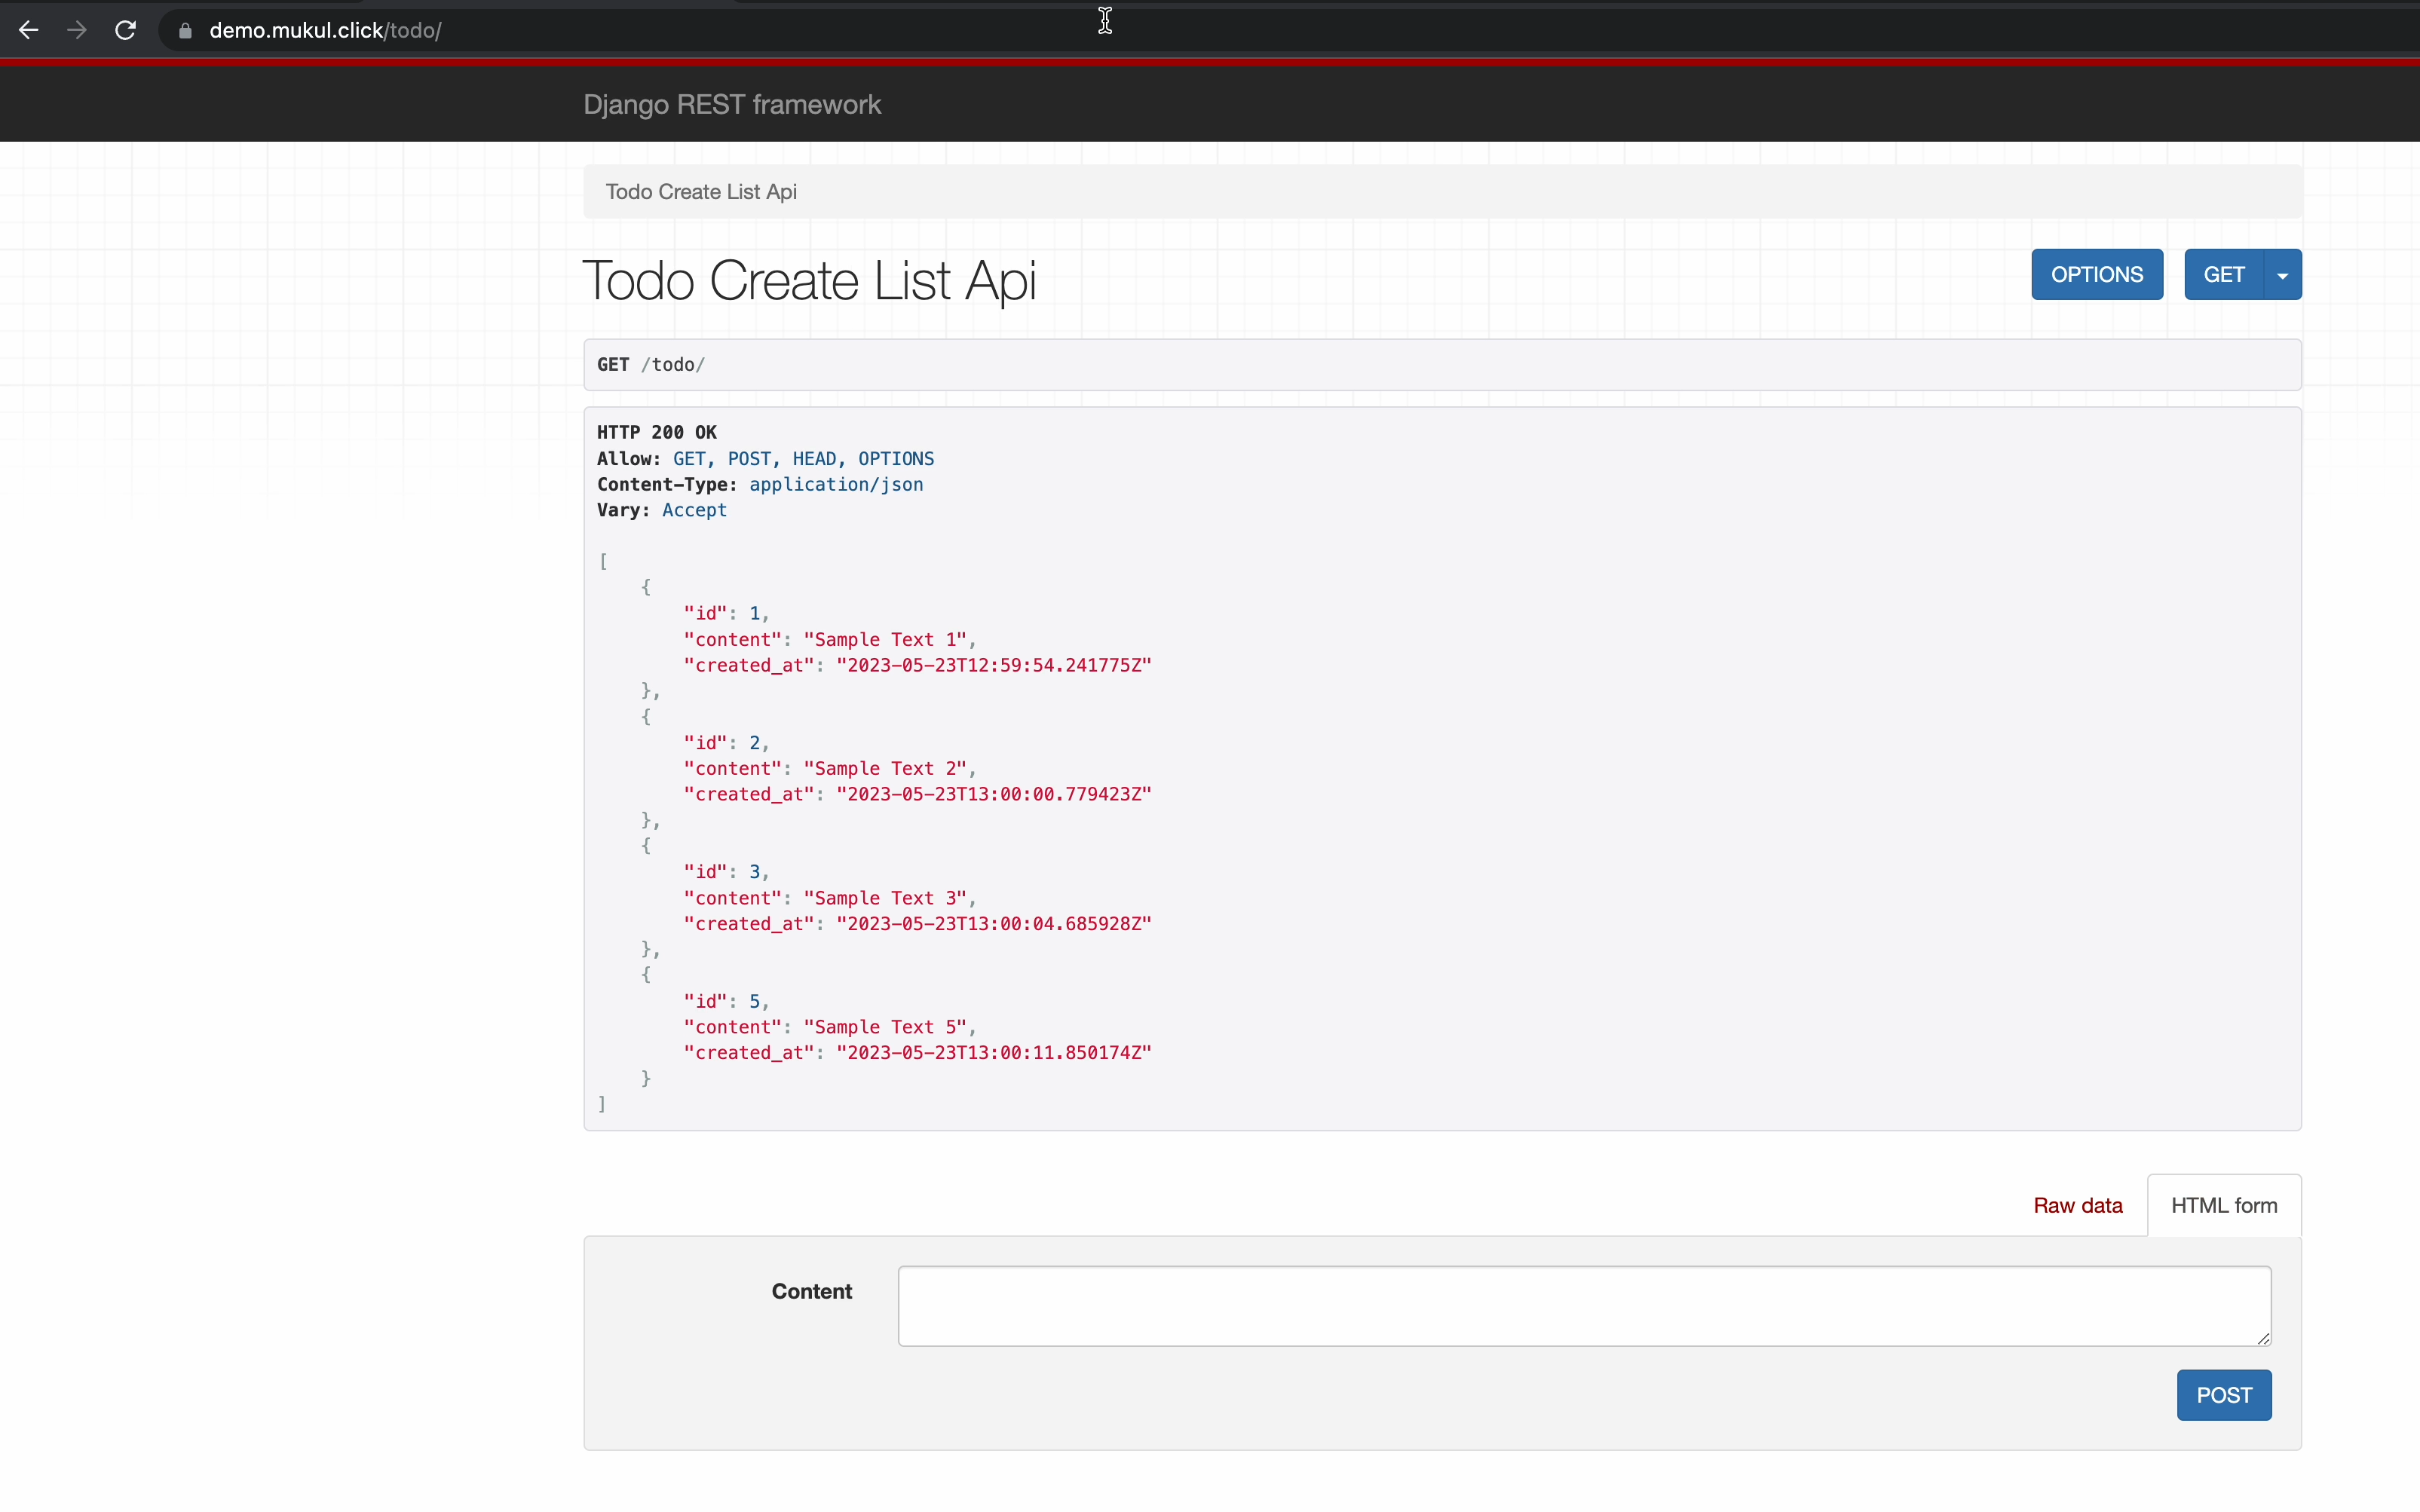 demo.mukul.click/todo/
Django REST framework
Todo Create List Api
Todo Create List Api
OPTIONS
GET
GET /todo/
HTTP 200 OK
Allow: GET, POST, HEAD, OPTIONS
Content-Type: application/json
Vary: Accept
[
{
"id": 1,
"content": "Sample Text 1",
"created_at": "2023-05-23T12:59:54.241775Z"
},
{
"id": 2,
"content": "Sample Text 2",
"created_at": "2023-05-23T13:00:00.779423Z"
},
{
"id": 3,
"content": "Sample Text 3",
"created_at": "2023-05-23T13:00:04.685928Z"
},
{
"id": 5,
"content": "Sample Text 5",
"created_at": "2023-05-23T13:00:11.850174Z"
}
]
Raw data
HTML form
Content
POST